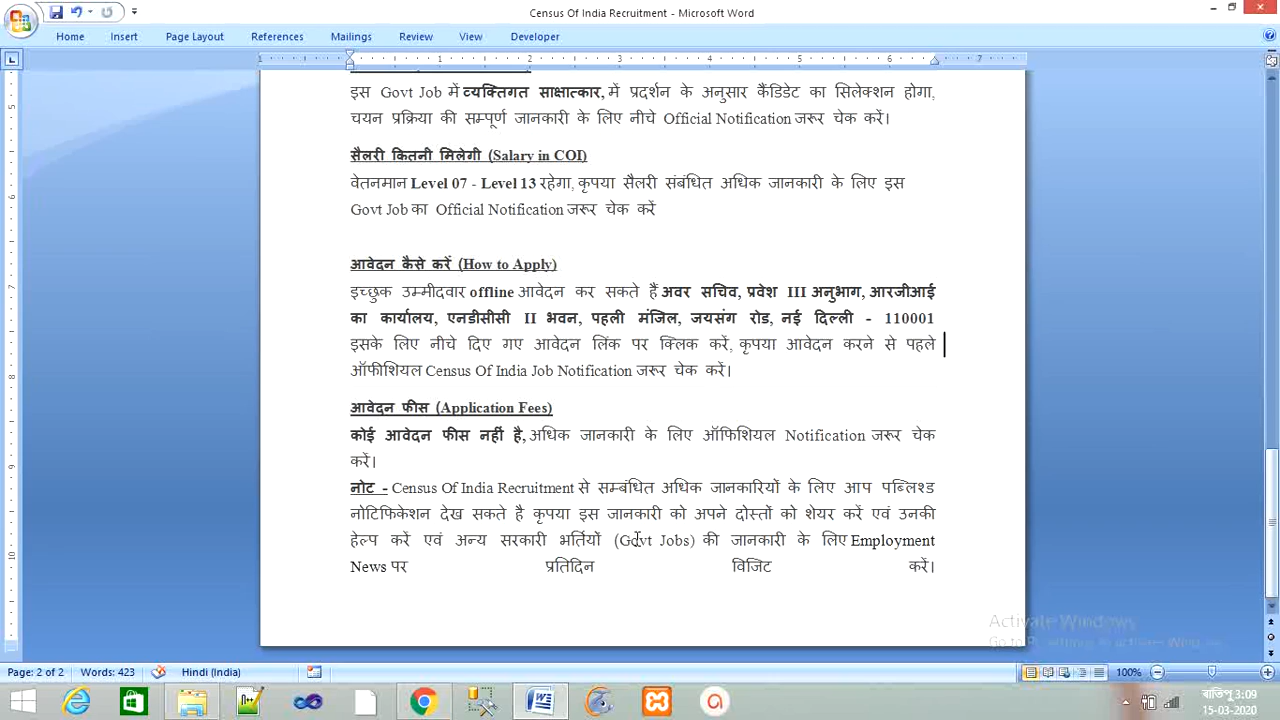 Census Of India Recruitment - Microsoft Word
Home Insert Page Layout References Mailings Review View Developer
इस Govt Job में व्यक्तिगत साक्षात्कार, में प्रदर्शन के अनुसार कैंडिडेट का सिलेक्शन होगा,
चयन प्रक्रिया की सम्पूर्ण जानकारी के लिए नीचे Official Notification जरूर चेक करें।
सैलरी कितनी मिलेगी (Salary in COI)
वेतनमान Level 07 - Level 13 रहेगा, कृपया सैलरी संबंधित अधिक जानकारी के लिए इस
Govt Job का Official Notification जरूर चेक करें
आवेदन कैसे करें (How to Apply)
इच्छुक उम्मीदवार offline आवेदन कर सकते हैं अवर सचिव, प्रवेश III अनुभाग, आरजीआई
का कार्यालय, एनडीसीसी II भवन, पहली मंजिल, जयसंग रोड, नई दिल्ली - 110001
इसके लिए नीचे दिए गए आवेदन लिंक पर क्लिक करें, कृपया आवेदन करने से पहले
ऑफीशियल Census Of India Job Notification जरूर चेक करें।
आवेदन फीस (Application Fees)
कोई आवेदन फीस नहीं है, अधिक जानकारी के लिए ऑफिशियल Notification जरूर चेक
करें।
नोट - Census Of India Recruitment से सम्बंधित अधिक जानकारियों के लिए आप पब्लिश्ड
नोटिफिकेशन देख सकते है कृपया इस जानकारी को अपने दोस्तों को शेयर करें एवं उनकी
हेल्प करें एवं अन्य सरकारी भर्तियों (Govt Jobs) की जानकारी के लिए Employment
News पर प्रतिदिन विजिट करें।
Activate Windows
Page: 2 of 2 Words: 423 Hindi (India) 100%
ৰাতিপু 3:09
15-03-2020